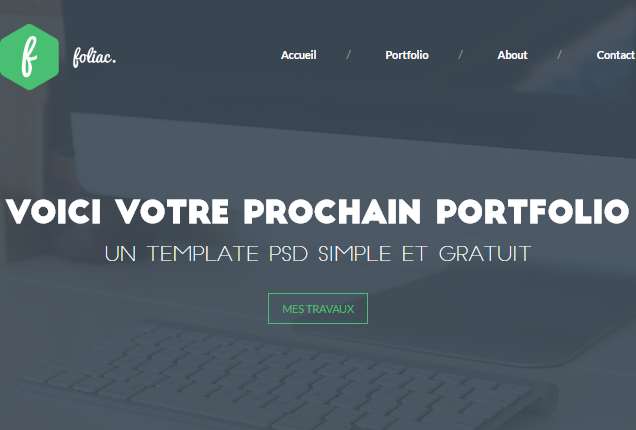 f foliac.
Accueil / Portfolio / About / Contact
VOICI VOTRE PROCHAIN PORTFOLIO
UN TEMPLATE PSD SIMPLE ET GRATUIT
MES TRAVAUX